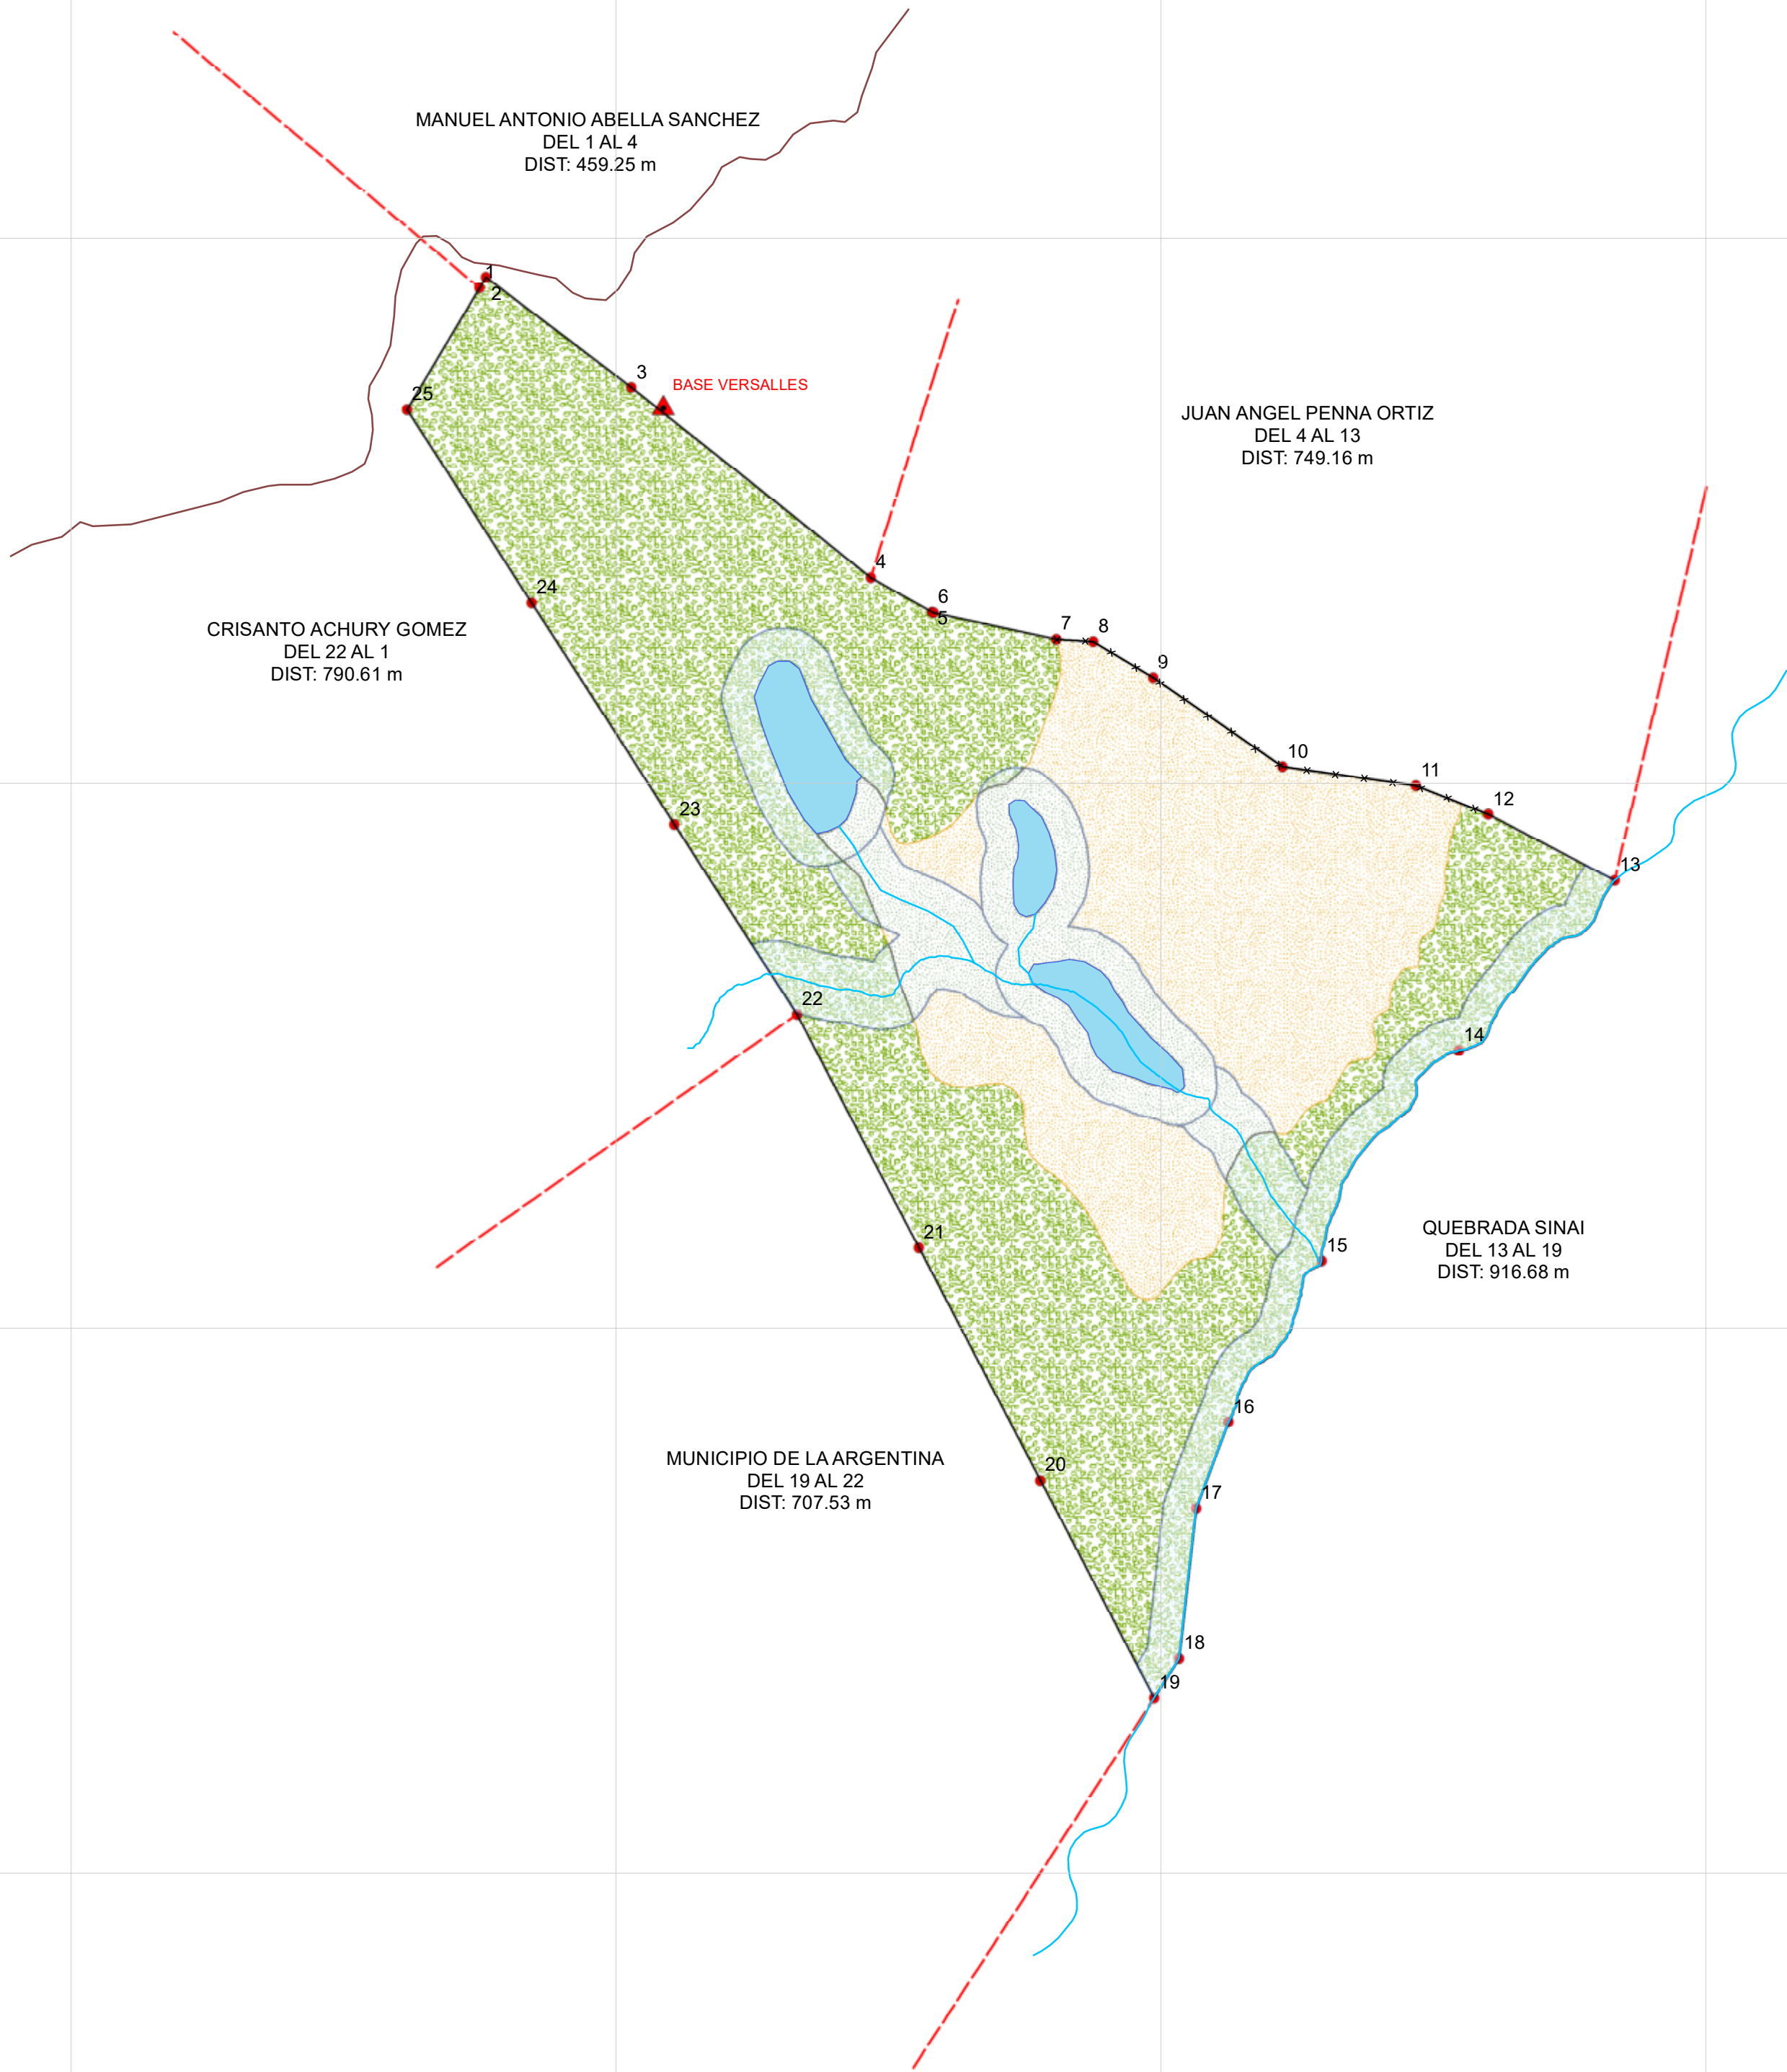 MANUEL ANTONIO ABELLA SANCHEZ
DEL 1 AL 4
DIST: 459.25 m
1
2
3
BASE VERSALLES
25
JUAN ANGEL PENNA ORTIZ
DEL 4 AL 13
DIST: 749.16 m
4
24
6
5
7
8
9
CRISANTO ACHURY GOMEZ
DEL 22 AL 1
DIST: 790.61 m
10
11
12
23
13
22
14
21
15
QUEBRADA SINAI
DEL 13 AL 19
DIST: 916.68 m
16
20
MUNICIPIO DE LA ARGENTINA
DEL 19 AL 22
DIST: 707.53 m
17
18
19